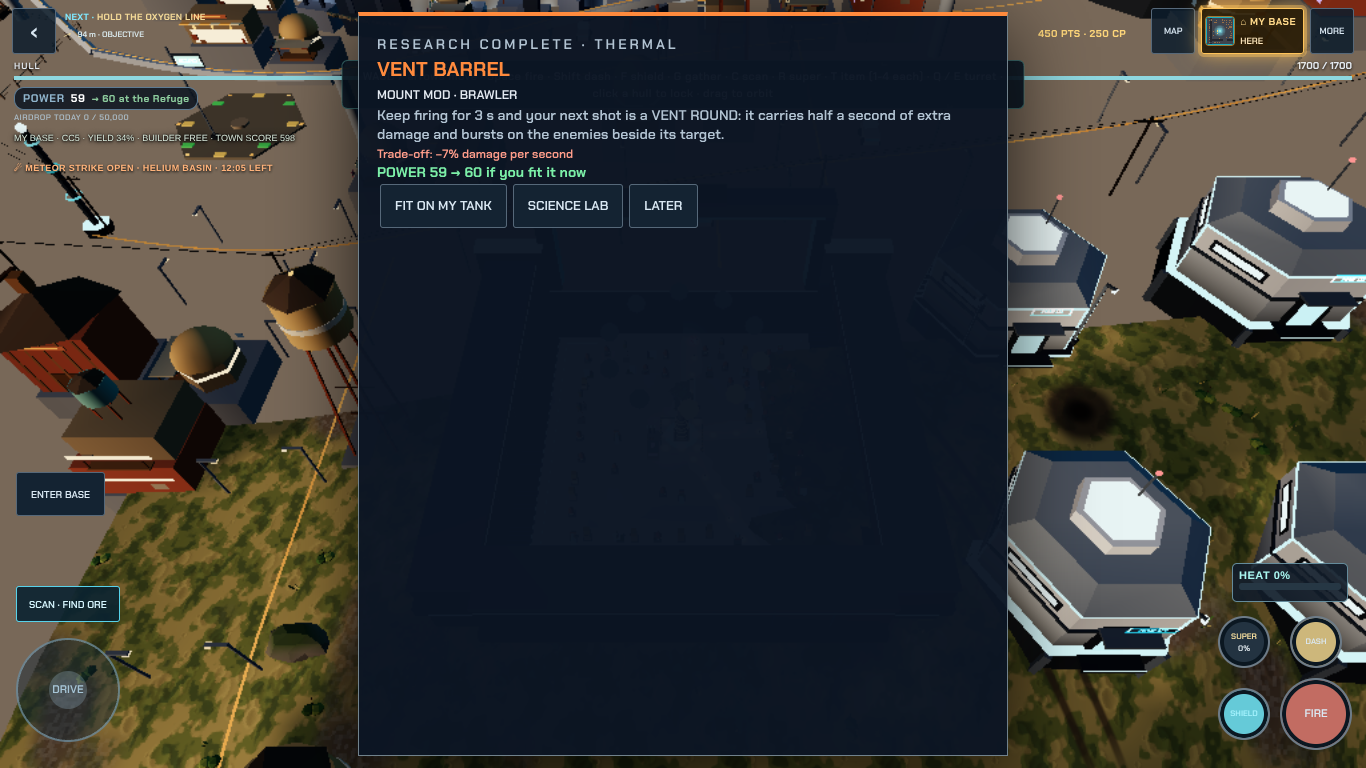 NEXT · HOLD THE OXYGEN LINE
94 m · OBJECTIVE
HULL
POWER 59 → 60 at the Refuge
AIRDROP TODAY 0 / 50,000
MY BASE · CC5 · YIELD 34% · BUILDER FREE · TOWN SCORE 598
METEOR STRIKE OPEN · HELIUM BASIN · 12:05 LEFT
RESEARCH COMPLETE · THERMAL
VENT BARREL
MOUNT MOD · BRAWLER
Keep firing for 3 s and your next shot is a VENT ROUND: it carries half a second of extra
damage and bursts on the enemies beside its target.
Trade-off: −7% damage per second
POWER 59 → 60 if you fit it now
FIT ON MY TANK
SCIENCE LAB
LATER
450 PTS · 250 CP
MAP
⌂ MY BASE
HERE
MORE
1700 / 1700
ENTER BASE
SCAN · FIND ORE
DRIVE
HEAT 0%
SUPER
0%
DASH
SHIELD
FIRE